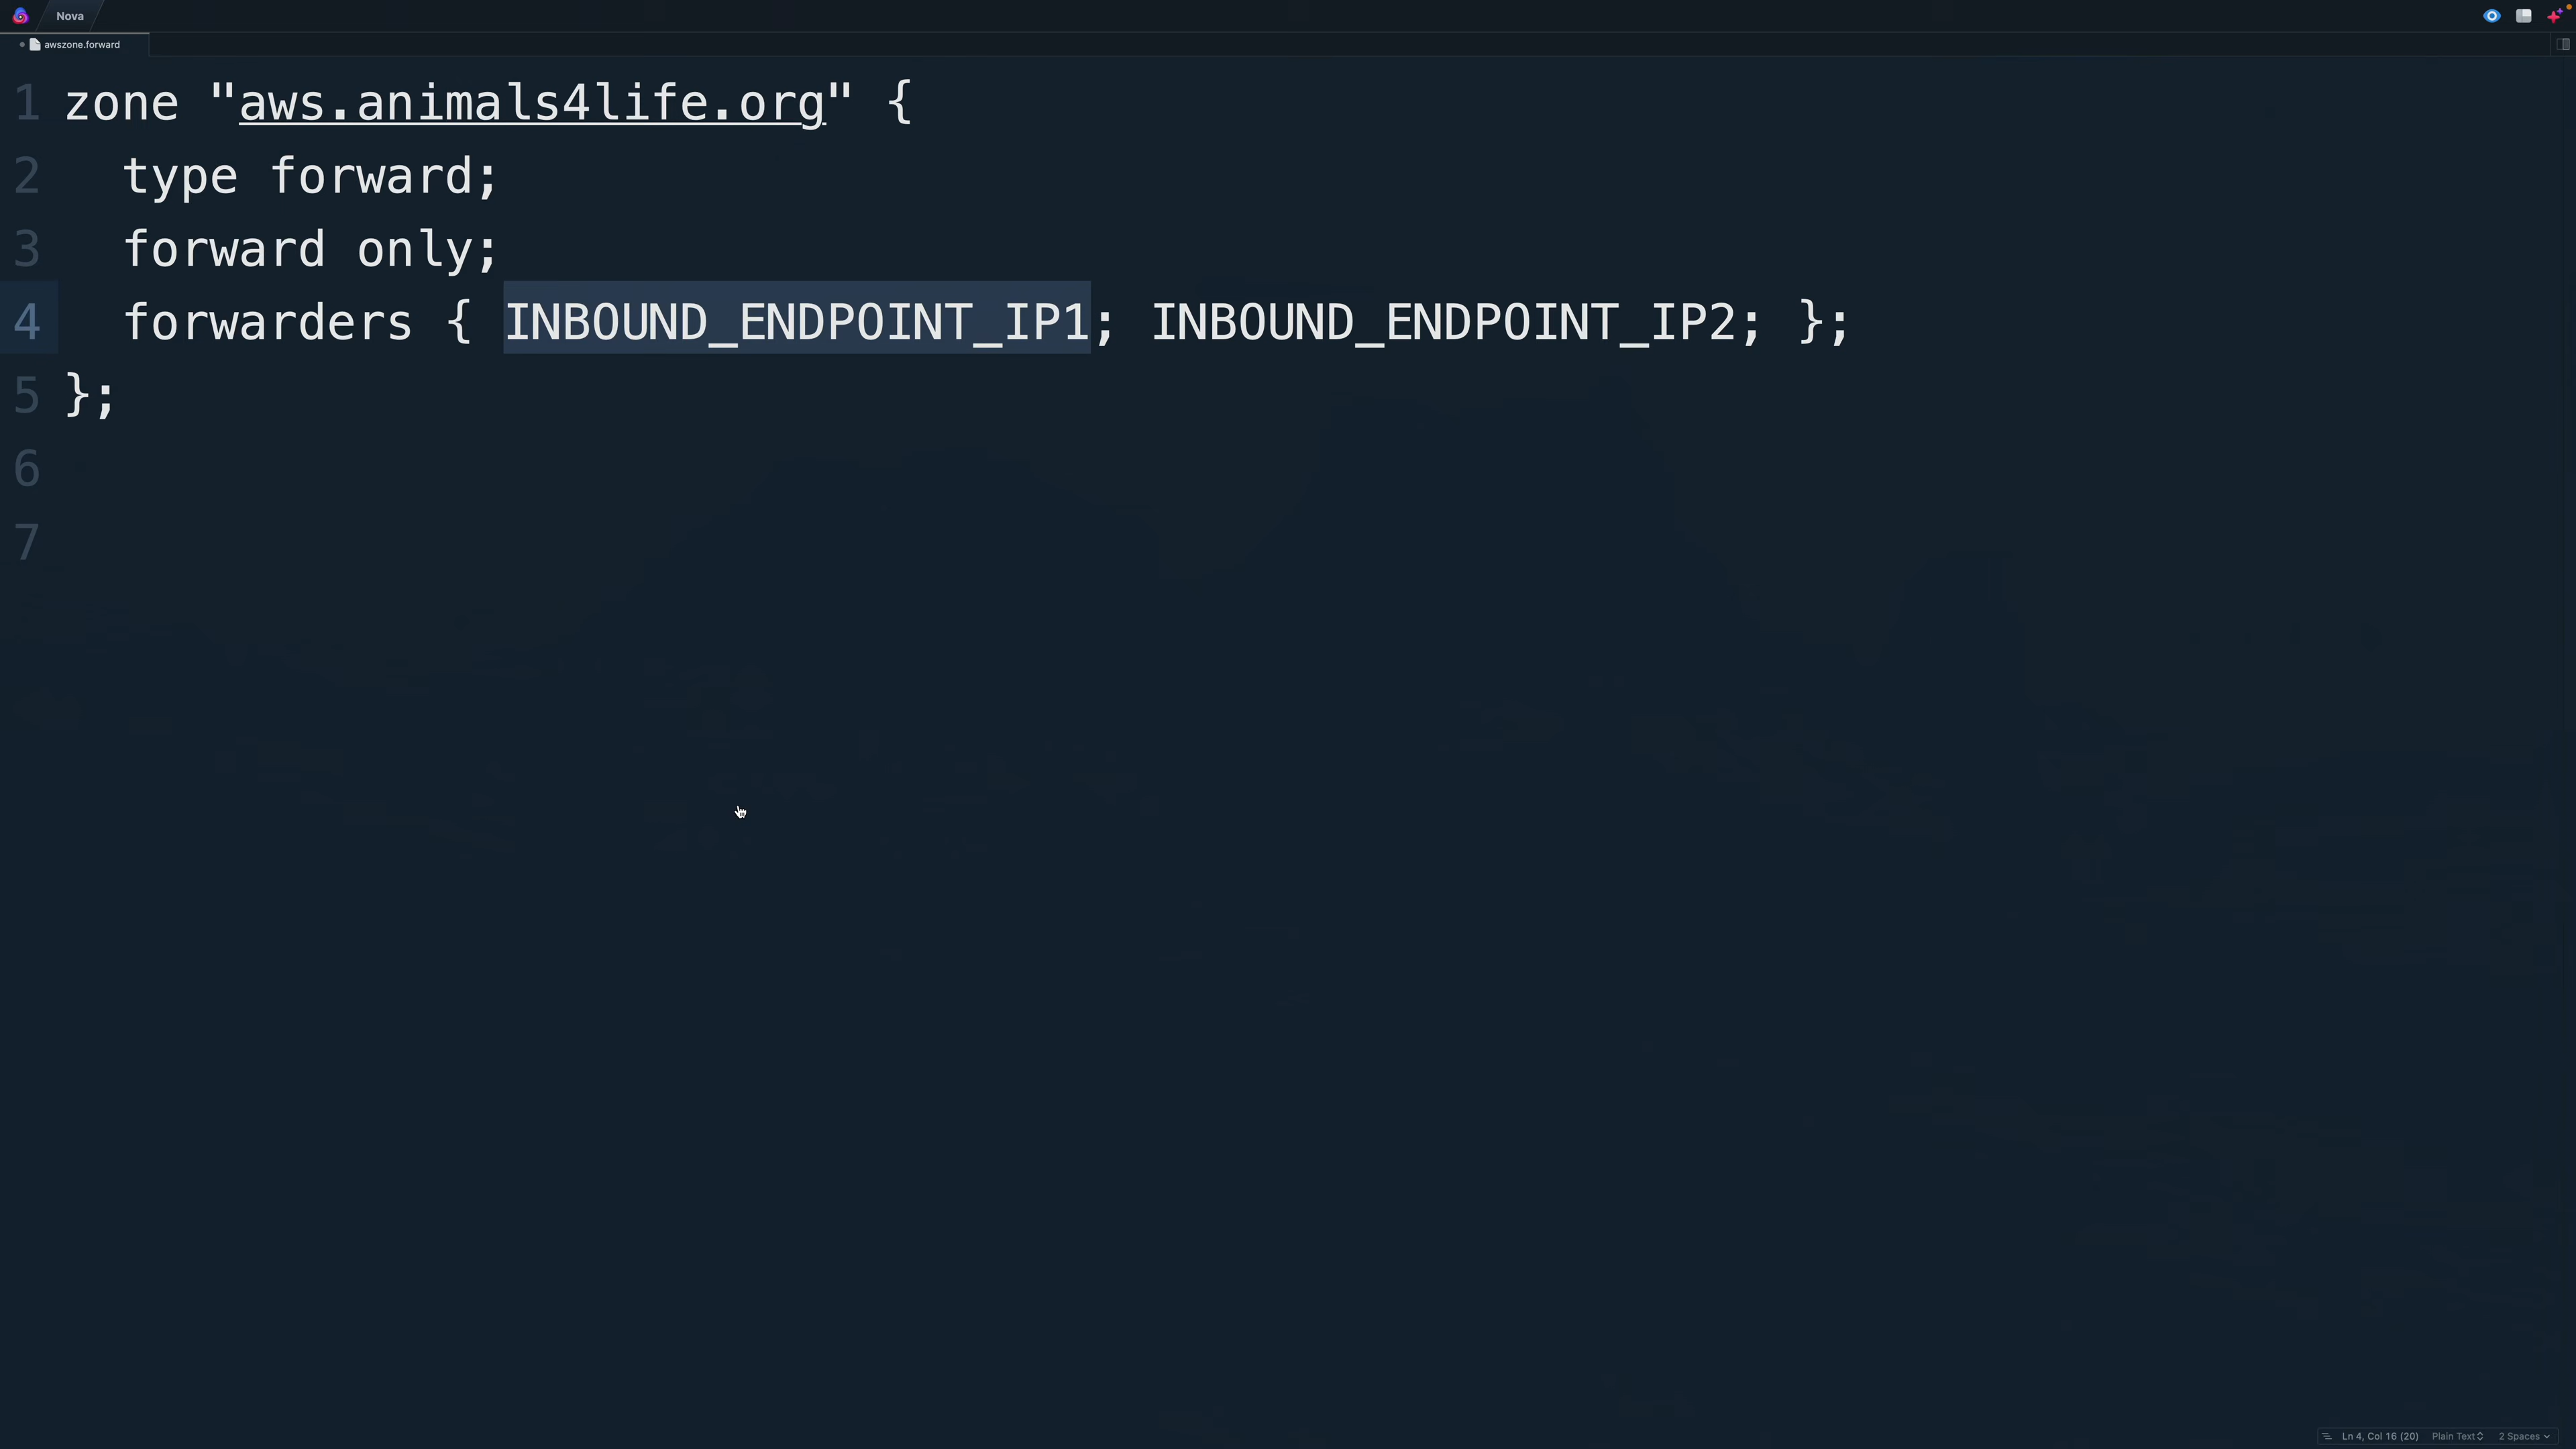 Nova
awszone.forward
1 zone "aws.animals4life.org" {
2 type forward;
3 forward only;
4 forwarders { INBOUND_ENDPOINT_IP1; INBOUND_ENDPOINT_IP2; };
5 };
6
7
Ln 4, Col 16 (20) Plain Text 2 Spaces